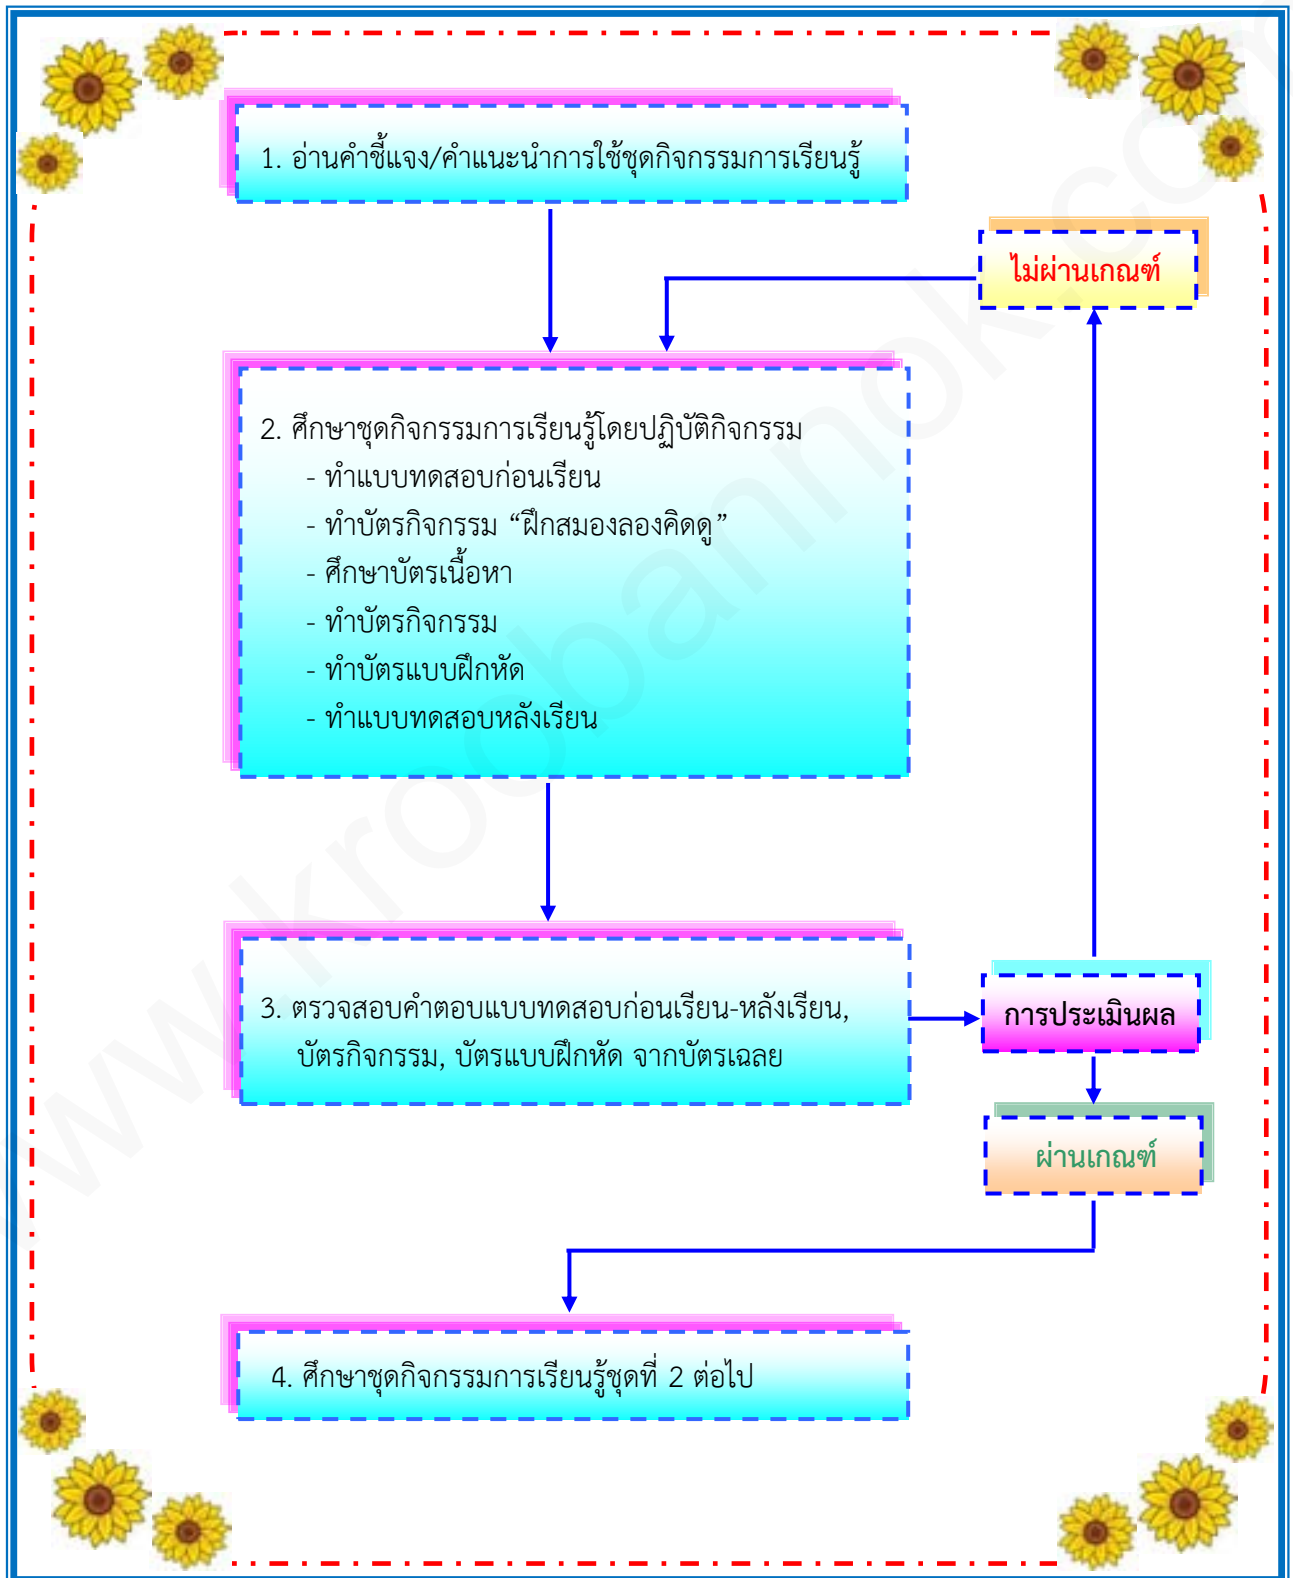 1. อ่านคำชี้แจง/คำแนะนำการใช้ชุดกิจกรรมการเรียนรู้
ไม่ผ่านเกณฑ์
2. ศึกษาชุดกิจกรรมการเรียนรู้โดยปฏิบัติกิจกรรม
- ทำแบบทดสอบก่อนเรียน
- ทำบัตรกิจกรรม “ฝึกสมองลองคิดดู”
- ศึกษาบัตรเนื้อหา
- ทำบัตรกิจกรรม
- ทำบัตรแบบฝึกหัด
- ทำแบบทดสอบหลังเรียน
3. ตรวจสอบคำตอบแบบทดสอบก่อนเรียน-หลังเรียน,
บัตรกิจกรรม, บัตรแบบฝึกหัด จากบัตรเฉลย
การประเมินผล
ผ่านเกณฑ์
4. ศึกษาชุดกิจกรรมการเรียนรู้ชุดที่ 2 ต่อไป
www.kroobannok.com